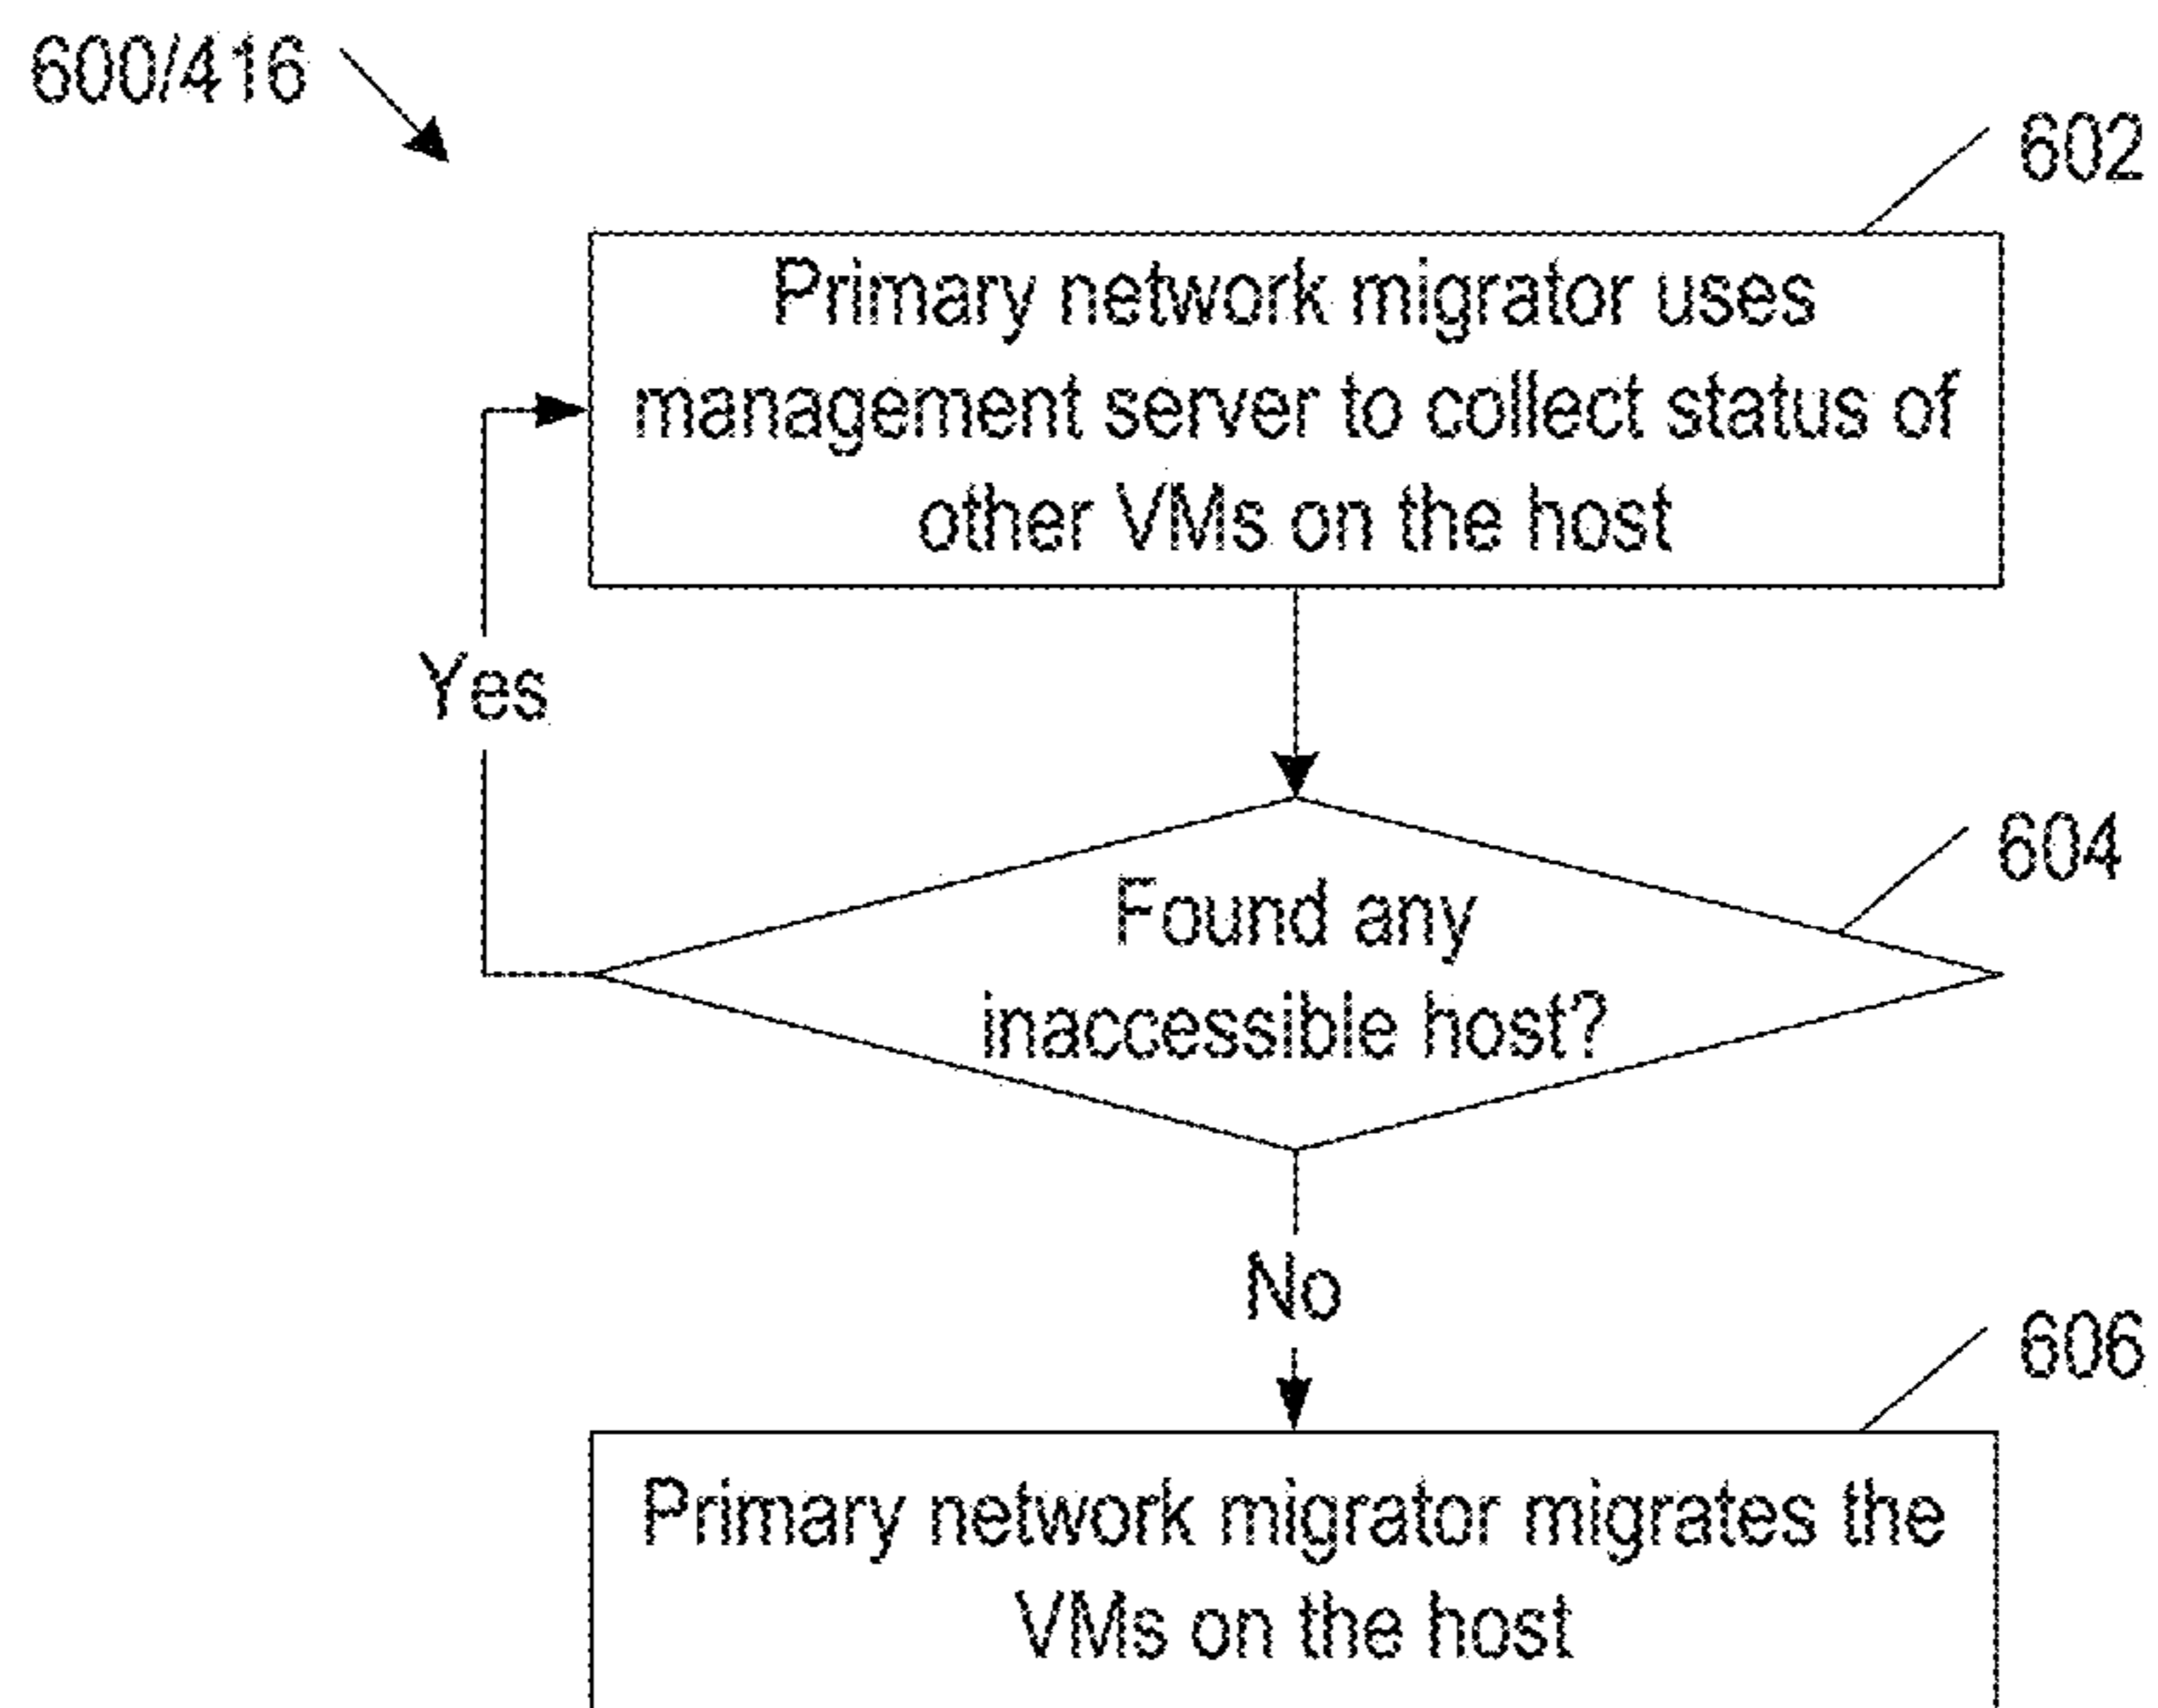 600/416
602
Primary network migrator uses
management server to collect status of
other VMs on the host
Yes
604
Found any
inaccessible host?
No
606
Primary network migrator migrates the
VMs on the host